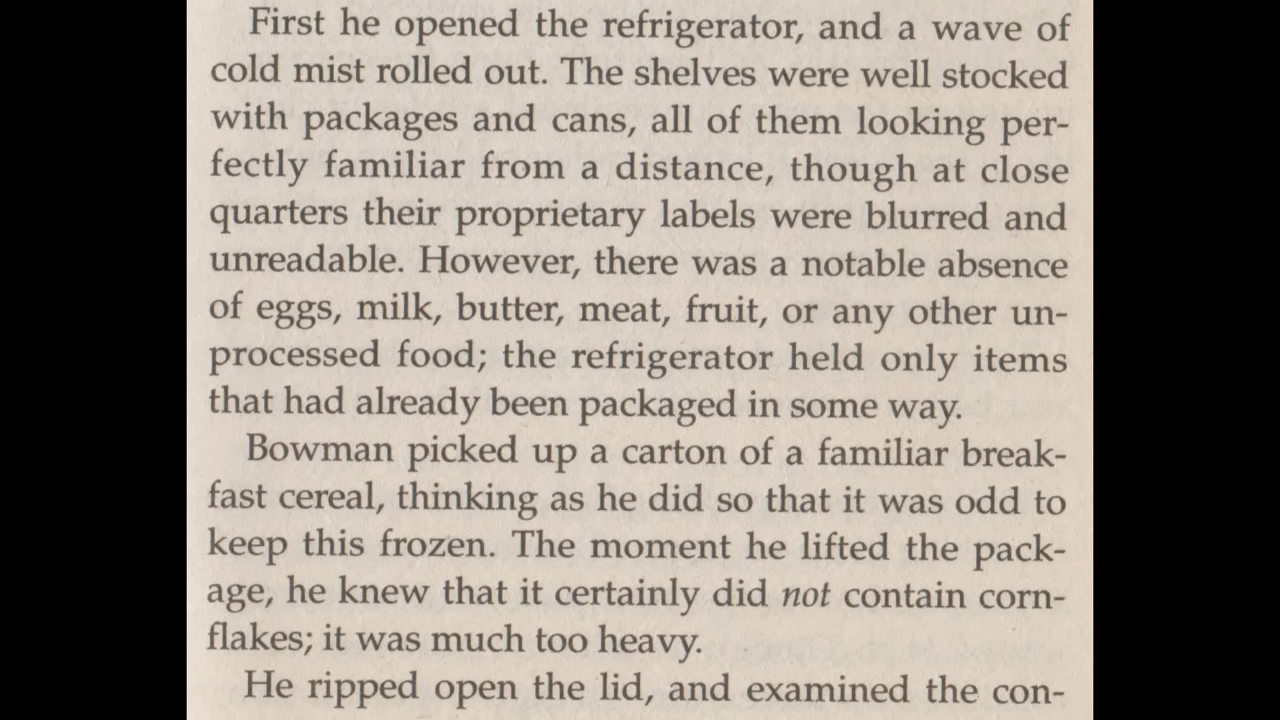 First he opened the refrigerator, and a wave of
cold mist rolled out. The shelves were well stocked
with packages and cans, all of them looking per-
fectly familiar from a distance, though at close
quarters their proprietary labels were blurred and
unreadable. However, there was a notable absence
of eggs, milk, butter, meat, fruit, or any other un-
processed food; the refrigerator held only items
that had already been packaged in some way.
Bowman picked up a carton of a familiar break-
fast cereal, thinking as he did so that it was odd to
keep this frozen. The moment he lifted the pack-
age, he knew that it certainly did not contain corn-
flakes; it was much too heavy.
He ripped open the lid, and examined the con-